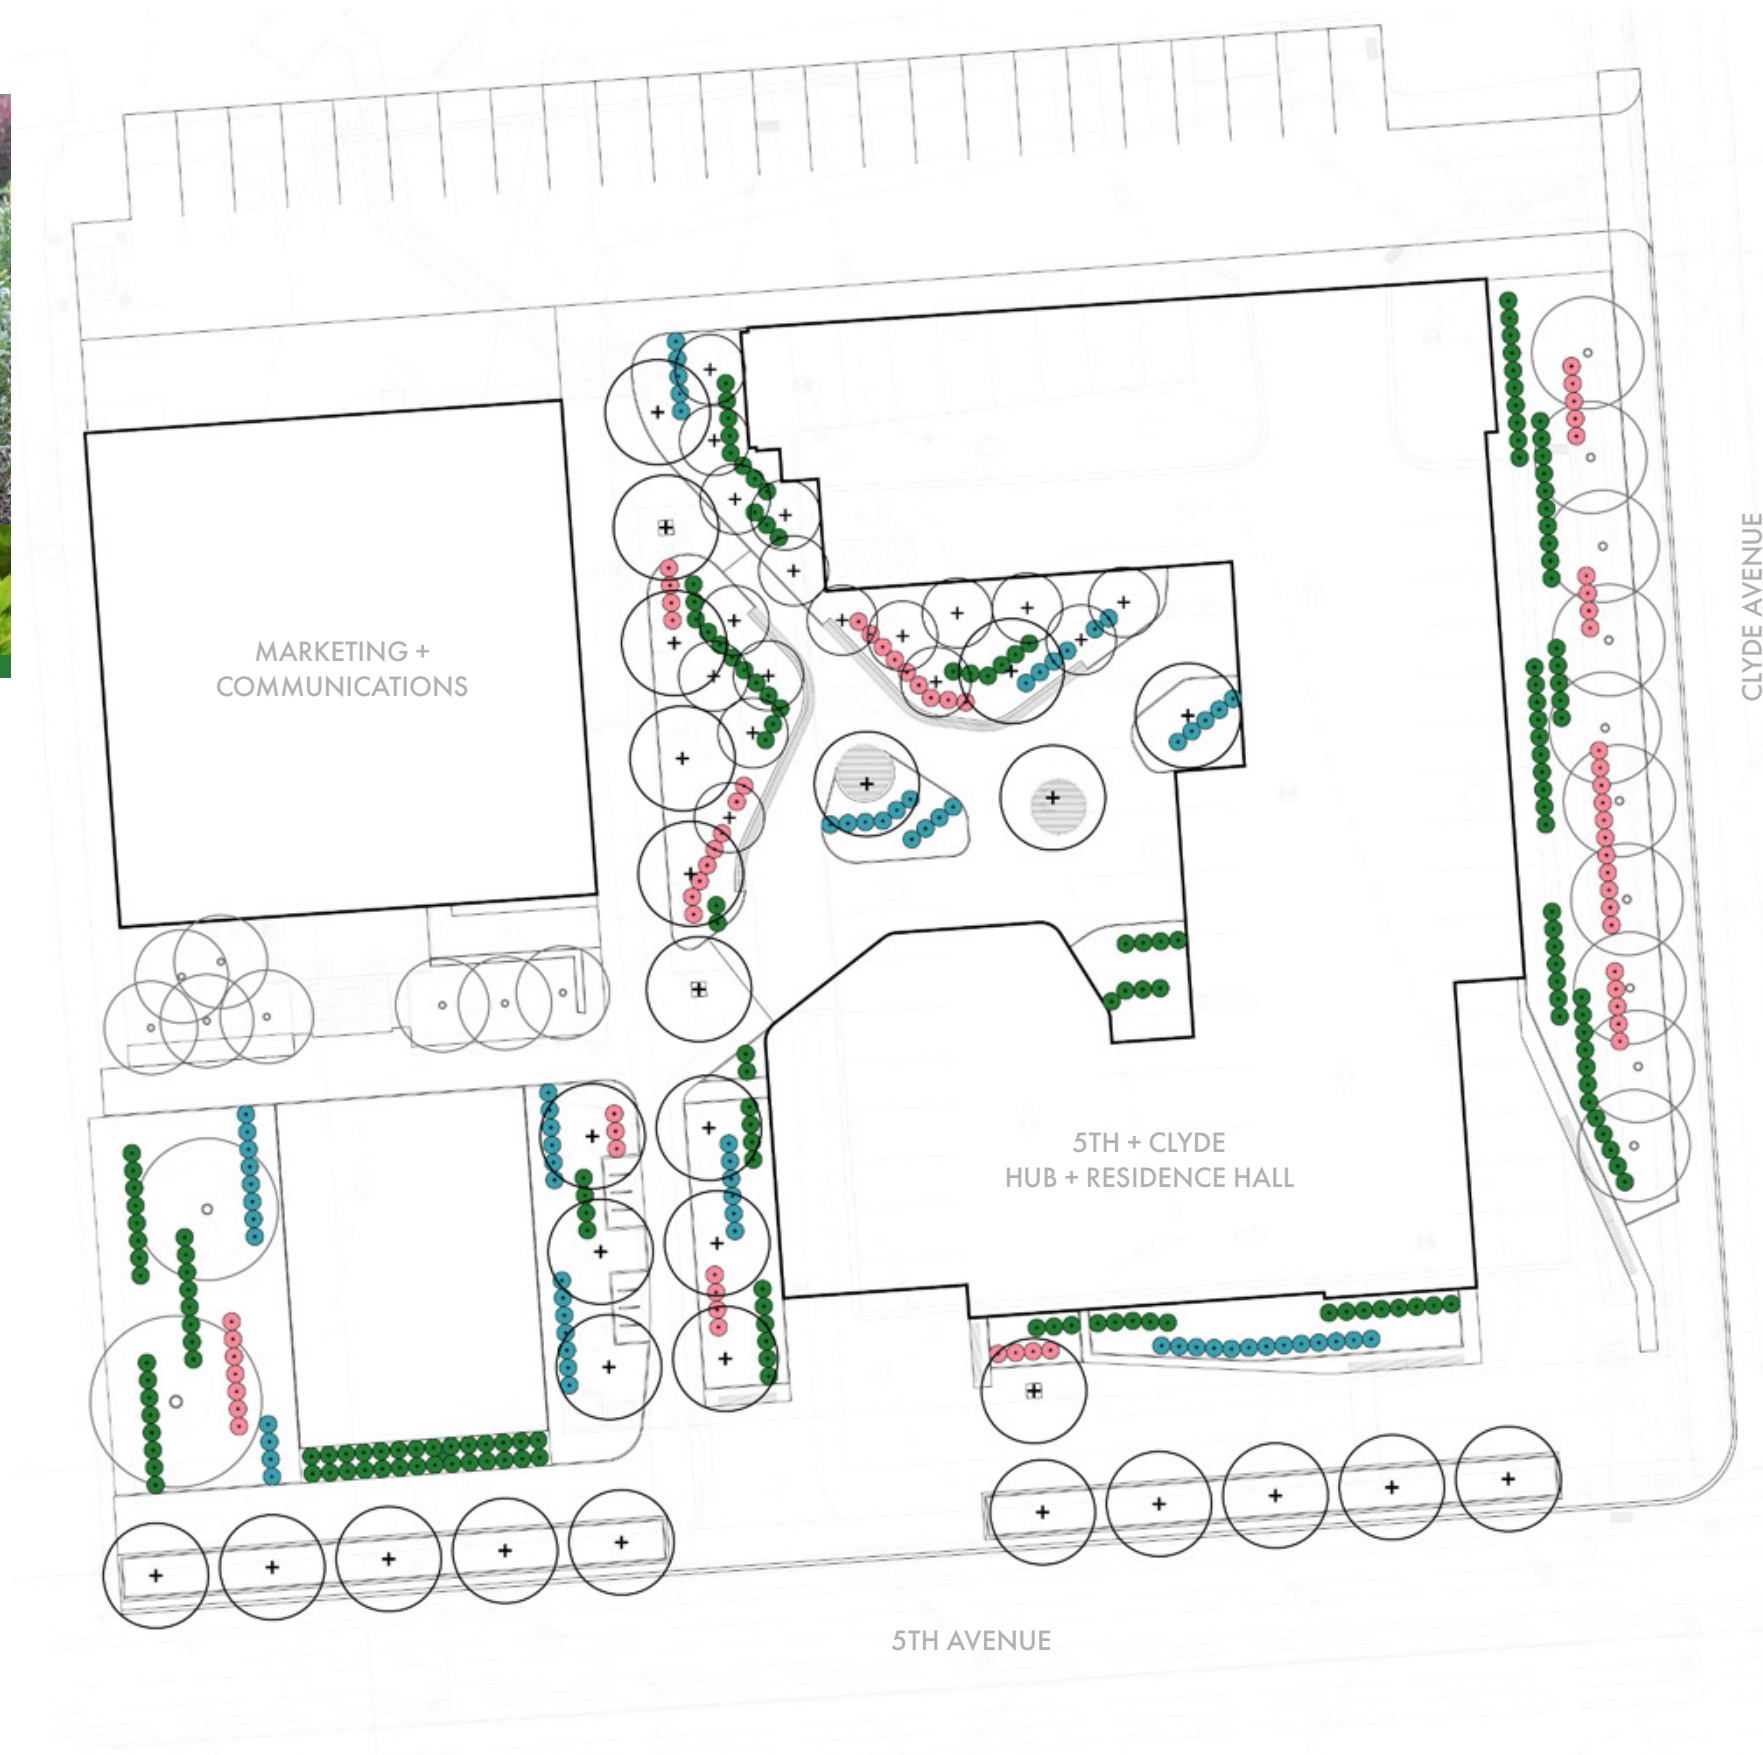 MARKETING +
COMMUNICATIONS
CLYDE AVENUE
5TH + CLYDE
HUB + RESIDENCE HALL
5TH AVENUE